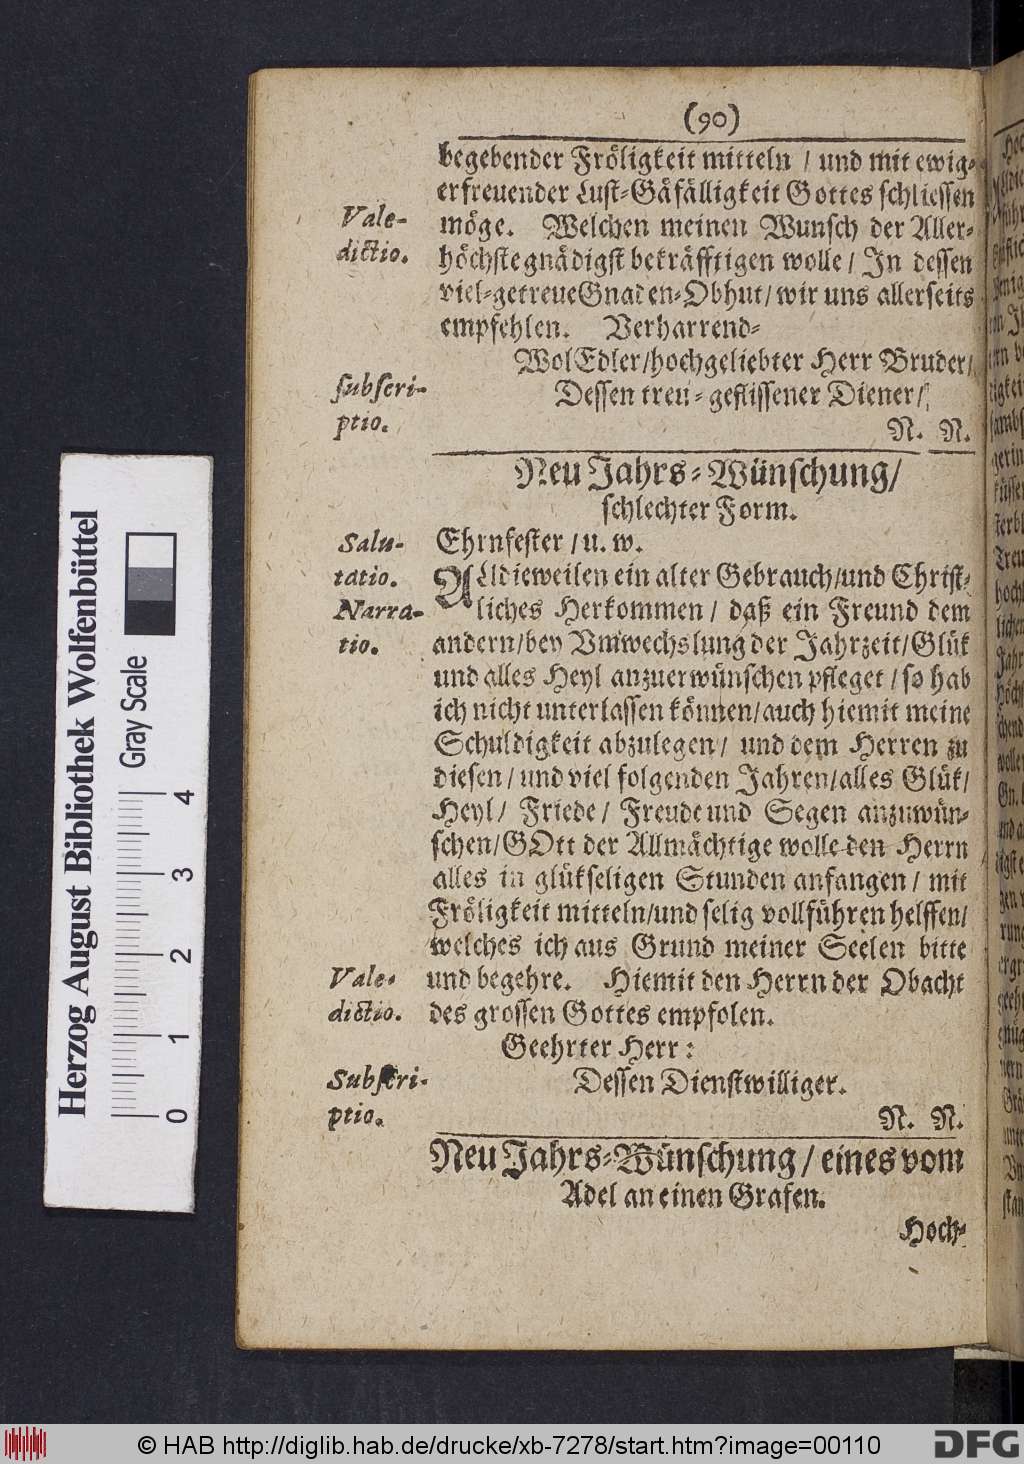 (90)
begebender Fröligkeit mitteln / und mit ewig-
erfreuender Lust-Gäfälligkeit Gottes schliessen
Vale- möge. Welchen meinen Wunsch der Aller-
dictio. höchste gnädigst bekräfftigen wolle / In dessen
viel-getreue Gnaden-Obhut / wir uns allerseits
empfehlen. Verharrend-
WolEdler / hochgeliebter Herr Bruder /
subscri- Dessen treu-geflissener Diener /
ptio. N. N.
Neu Jahrs-Wünschung /
schlechter Form.
Salu- Ehrnfester / u. w.
tatio. ALldieweilen ein alter Gebrauch / und Christ-
Narra- liches Herkommen / daß ein Freund dem
tio. andern / bey Vmwechslung der Jahrzeit / Glük
und alles Heyl anzuerwünschen pfleget / so hab
ich nicht unterlassen können / auch hiemit meine
Schuldigkeit abzulegen / und dem Herren zu
diesen / und viel folgenden Jahren / alles Glük /
Heyl / Friede / Freude und Segen anzuwün-
schen / GOtt der Allmächtige wolle den Herrn
alles in glükseligen Stunden anfangen / mit
Fröligkeit mitteln / und selig vollführen helffen /
welches ich aus Grund meiner Seelen bitte
Vale- und begehre. Hiemit den Herrn der Obacht
dictio. des grossen Gottes empfolen.
Geehrter Herr:
Subscri- Dessen Dienstwilliger.
ptio. N. N.
Neu Jahrs-Wünschung / eines vom
Adel an einen Grafen.
Hoch-
Herzog August Bibliothek Wolfenbüttel
Gray Scale
0 1 2 3 4
© HAB http://diglib.hab.de/drucke/xb-7278/start.htm?image=00110
DFG